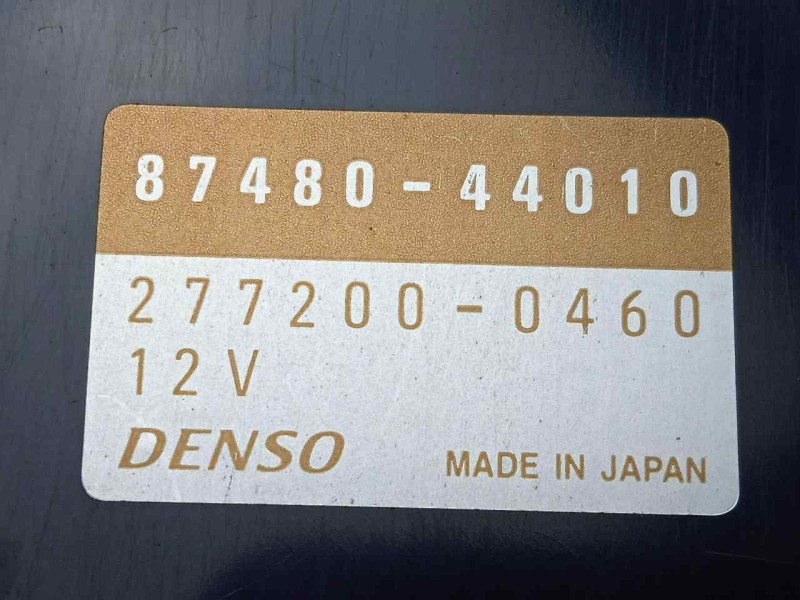 87480-44010
277200-0460
12V
DENSO MADE IN JAPAN